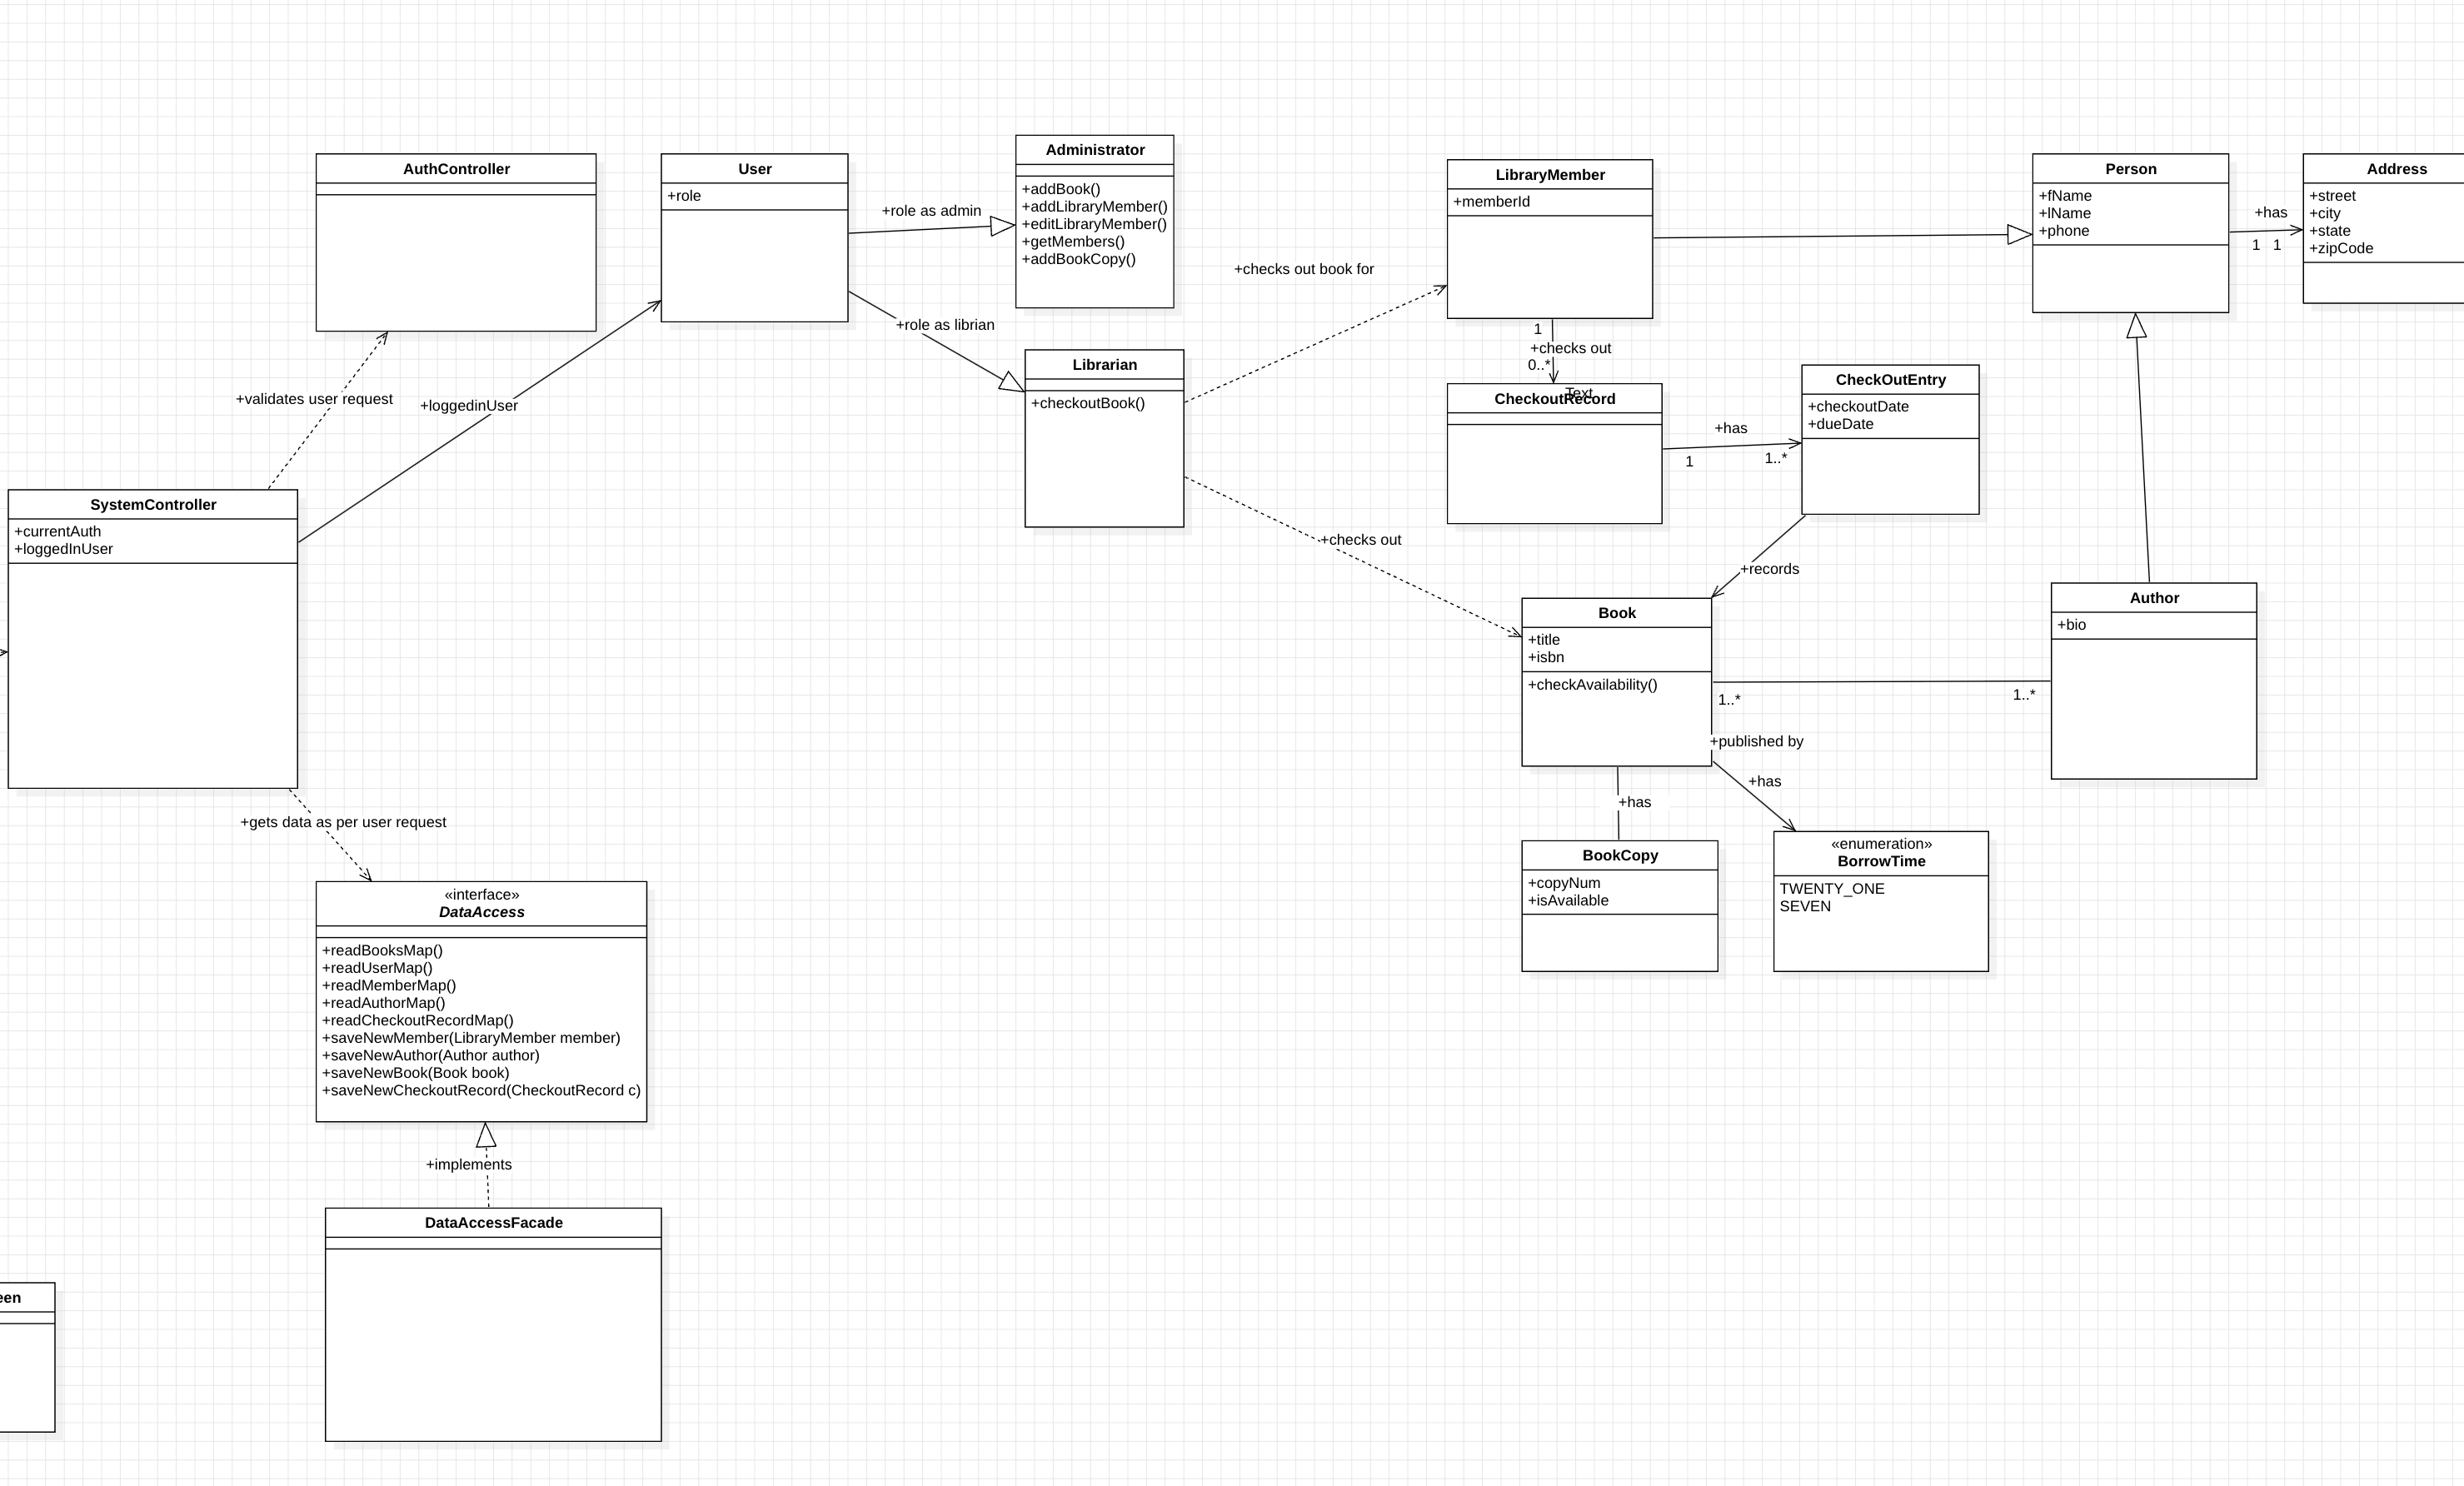 AuthController
User
+role
Administrator
+addBook()
+addLibraryMember()
+editLibraryMember()
+getMembers()
+addBookCopy()
LibraryMember
+memberId
Person
+fName
+lName
+phone
Address
+street
+city
+state
+zipCode
+has
1
1
+role as admin
+role as librian
+checks out book for
+validates user request
+loggedinUser
Librarian
+checkoutBook()
1
+checks out
0..*
Text
CheckoutRecord
+has
1
1..*
CheckOutEntry
+checkoutDate
+dueDate
SystemController
+currentAuth
+loggedInUser
+checks out
+records
Book
+title
+isbn
+checkAvailability()
1..*
1..*
Author
+bio
+published by
+has
+has
BookCopy
+copyNum
+isAvailable
«enumeration»
BorrowTime
TWENTY_ONE
SEVEN
+gets data as per user request
«interface»
DataAccess
+readBooksMap()
+readUserMap()
+readMemberMap()
+readAuthorMap()
+readCheckoutRecordMap()
+saveNewMember(LibraryMember member)
+saveNewAuthor(Author author)
+saveNewBook(Book book)
+saveNewCheckoutRecord(CheckoutRecord c)
+implements
DataAccessFacade
een